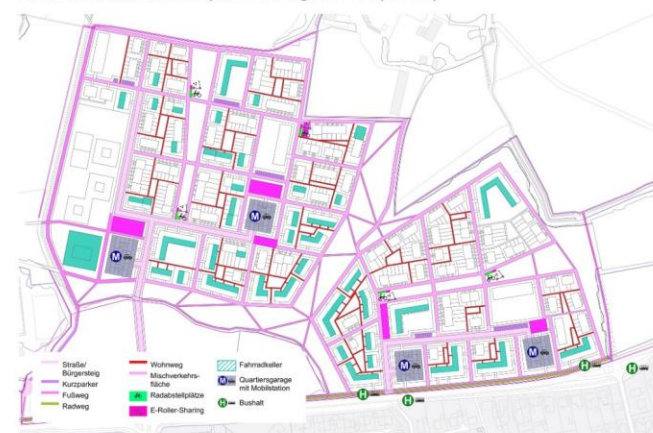 M
M
M
M
H
H
H
H
Straße/
Bürgersteig
Kurzparker
Fußweg
Radweg
Wohnweg
Mischverkehrs-
fläche
Radabstellplätze
E-Roller-Sharing
Fahrradkeller
M Quartiersgarage
mit Mobilstation
H Bushalt